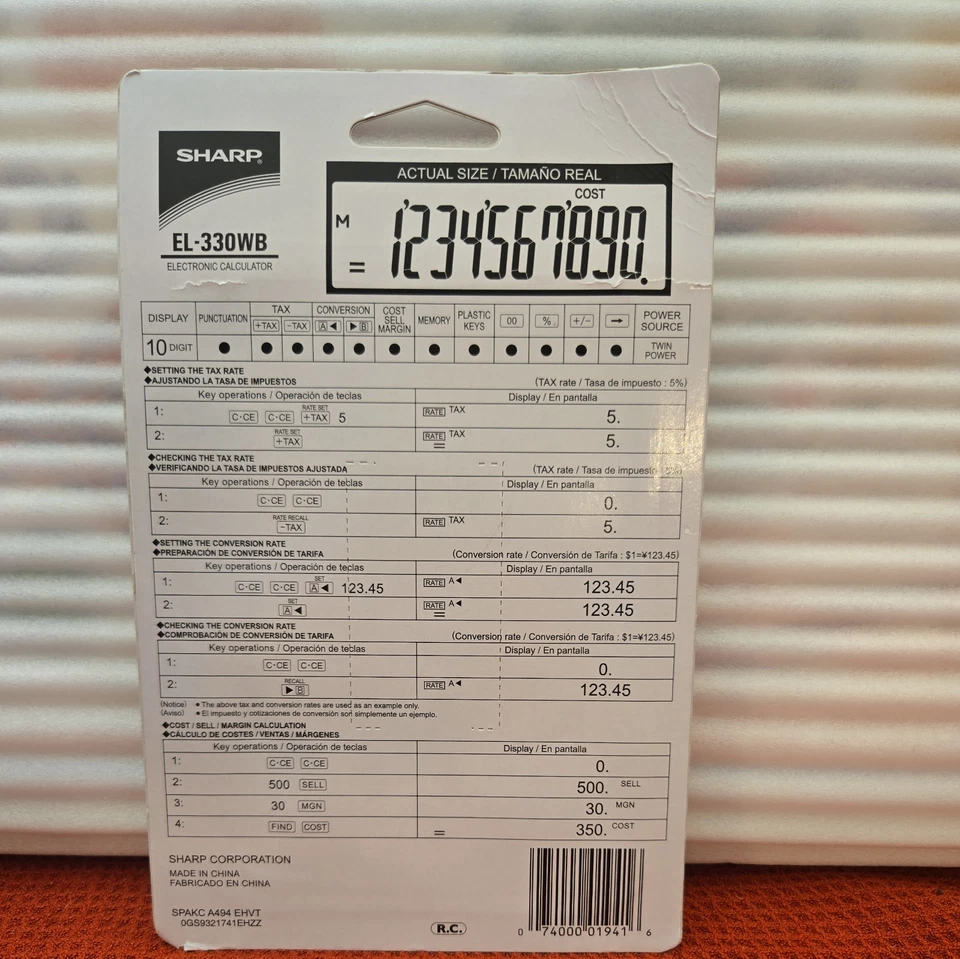 SHARP®
EL-330WB
ELECTRONIC CALCULATOR
ACTUAL SIZE / TAMAÑO REAL
COST
M
= 1'234'567'890.
DISPLAY PUNCTUATION TAX CONVERSION COST SELL MARGIN MEMORY PLASTIC KEYS 00 % +/− → POWER SOURCE
+TAX −TAX A◀ ▶B
10 DIGIT ● ● ● ● ● ● ● ● ● ● ● ● TWIN POWER
◆SETTING THE TAX RATE
◆AJUSTANDO LA TASA DE IMPUESTOS (TAX rate / Tasa de impuesto : 5%)
Key operations / Operación de teclas Display / En pantalla
RATE SET
1: C·CE C·CE +TAX 5 RATE TAX 5.
RATE SET
2: +TAX RATE TAX = 5.
◆CHECKING THE TAX RATE
◆VERIFICANDO LA TASA DE IMPUESTOS AJUSTADA (TAX rate / Tasa de impuesto : 5%)
Key operations / Operación de teclas Display / En pantalla
1: C·CE C·CE 0.
RATE RECALL
2: −TAX RATE TAX 5.
◆SETTING THE CONVERSION RATE
◆PREPARACIÓN DE CONVERSIÓN DE TARIFA (Conversion rate / Conversión de Tarifa : $1=¥123.45)
Key operations / Operación de teclas Display / En pantalla
SET
1: C·CE C·CE A◀ 123.45 RATE A◀ 123.45
SET
2: A◀ RATE A◀ = 123.45
◆CHECKING THE CONVERSION RATE
◆COMPROBACIÓN DE CONVERSIÓN DE TARIFA (Conversion rate / Conversión de Tarifa : $1=¥123.45)
Key operations / Operación de teclas Display / En pantalla
1: C·CE C·CE 0.
RECALL
2: ▶B RATE A◀ 123.45
(Notice) ● The above tax and conversion rates are used as an example only.
(Aviso) ● El impuesto y cotizaciones de conversión son simplemente un ejemplo.
◆COST / SELL / MARGIN CALCULATION
◆CÁLCULO DE COSTES / VENTAS / MÁRGENES
Key operations / Operación de teclas Display / En pantalla
1: C·CE C·CE 0.
2: 500 SELL 500. SELL
3: 30 MGN 30. MGN
4: FIND COST = 350. COST
SHARP CORPORATION
MADE IN CHINA
FABRICADO EN CHINA
SPAKC A494 EHVT
0GS9321741EHZZ
R.C.
0 74000 01941 6